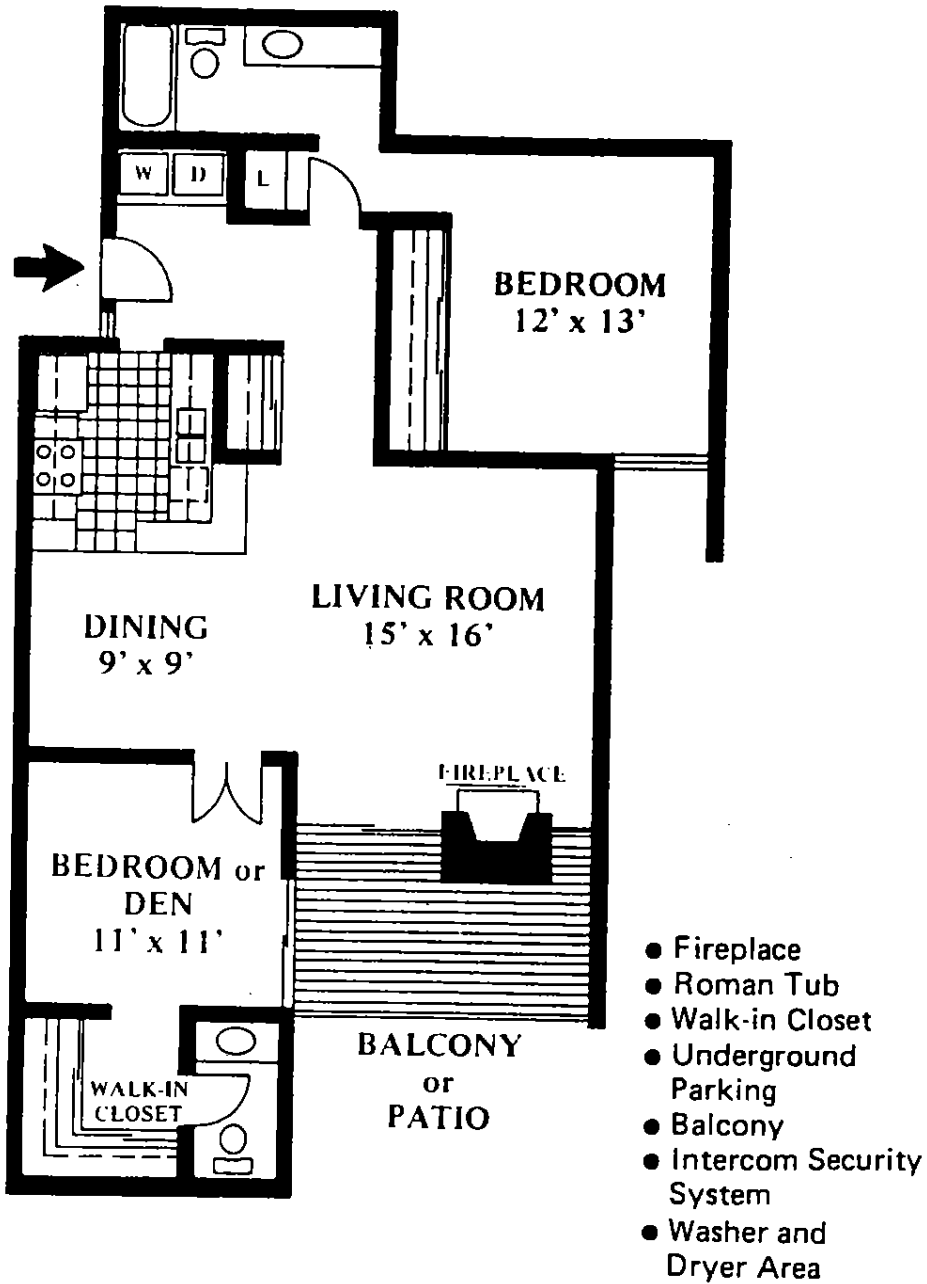 W D
L
BEDROOM
12' x 13'
LIVING ROOM
15' x 16'
DINING
9' x 9'
FIREPLACE
BEDROOM or
DEN
11' x 11'
WALK-IN
CLOSET
BALCONY
or
PATIO
● Fireplace
● Roman Tub
● Walk-in Closet
● Underground
Parking
● Balcony
● Intercom Security
System
● Washer and
Dryer Area